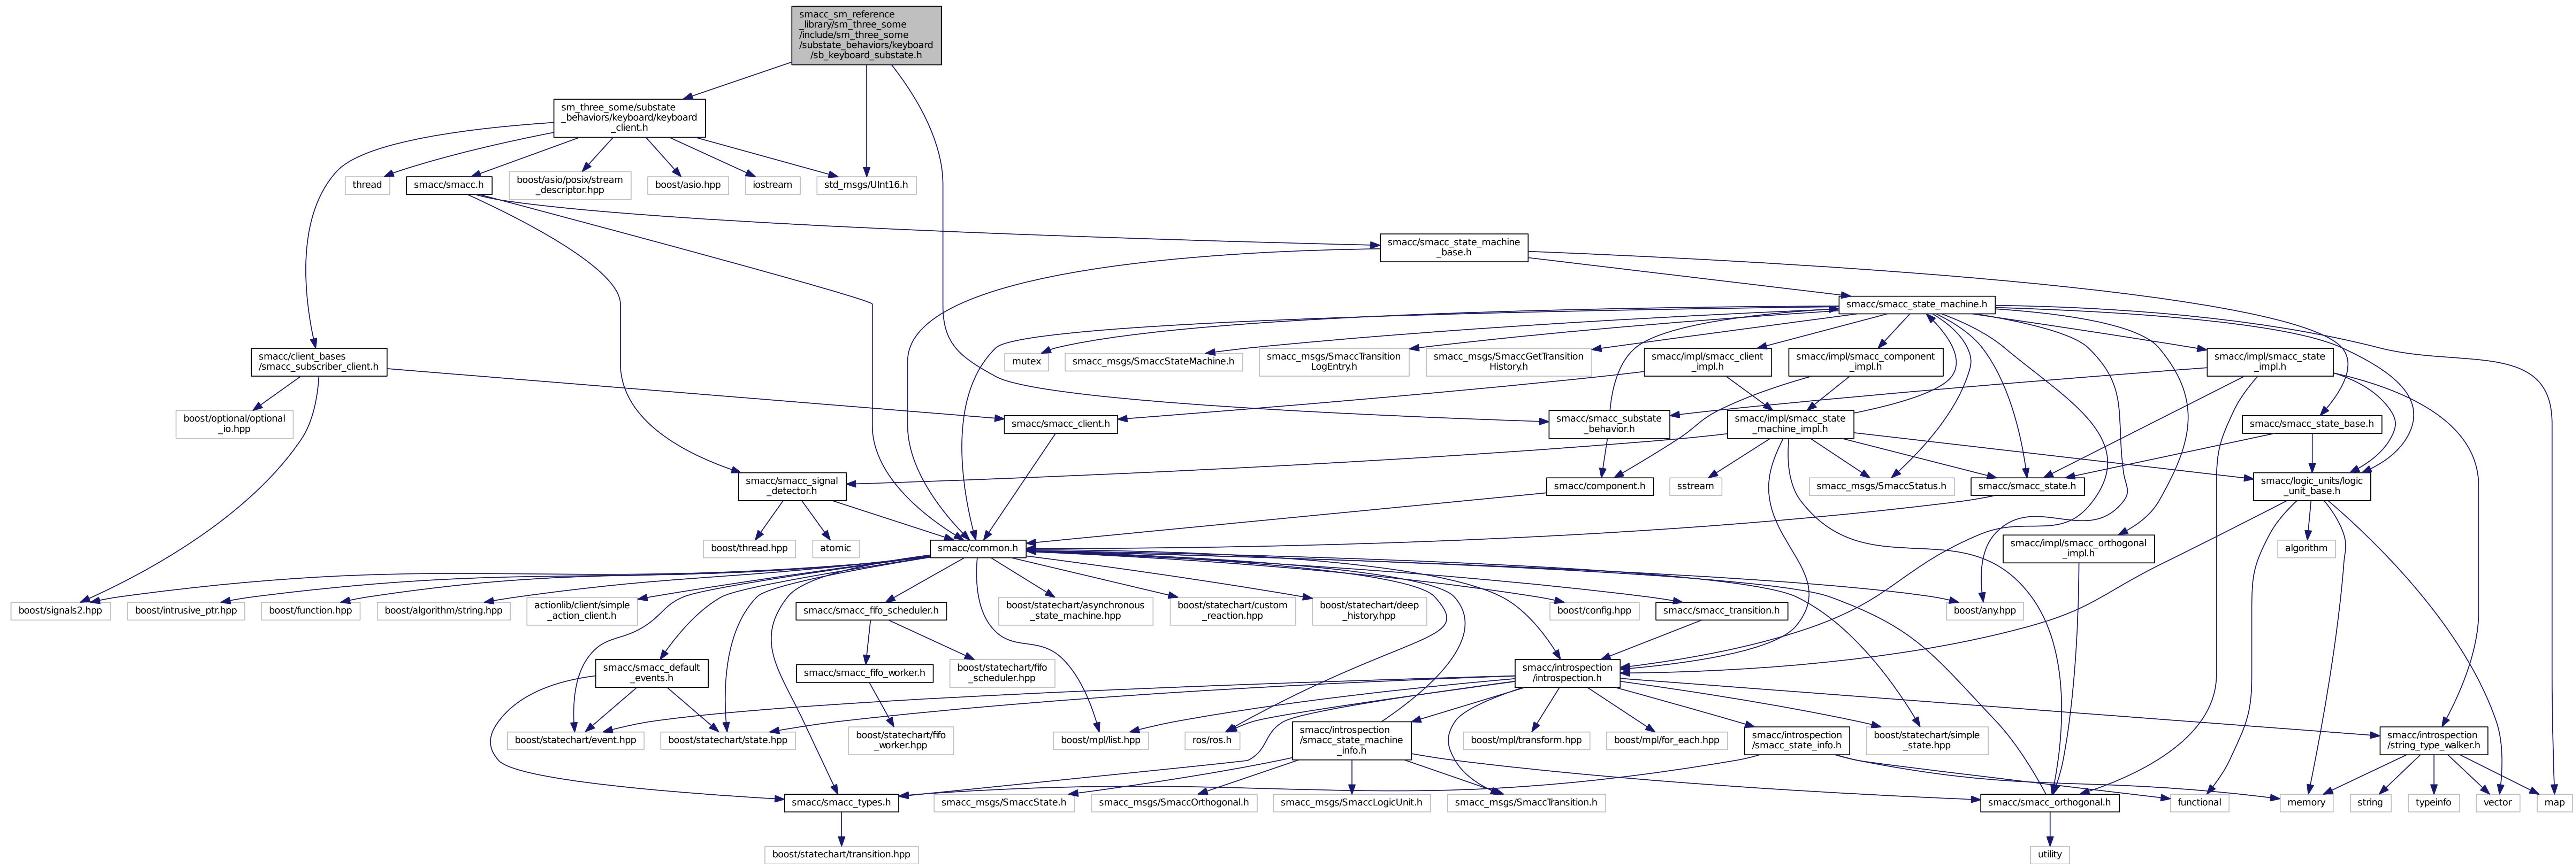 smacc_sm_reference
_library/sm_three_some
/include/sm_three_some
/substate_behaviors/keyboard
/sb_keyboard_substate.h
sm_three_some/substate
_behaviors/keyboard/keyboard
_client.h
thread
smacc/smacc.h
boost/asio/posix/stream
_descriptor.hpp
boost/asio.hpp
iostream
std_msgs/UInt16.h
smacc/smacc_state_machine
_base.h
smacc/smacc_state_machine.h
smacc/client_bases
/smacc_subscriber_client.h
mutex
smacc_msgs/SmaccStateMachine.h
smacc_msgs/SmaccTransition
LogEntry.h
smacc_msgs/SmaccGetTransition
History.h
smacc/impl/smacc_client
_impl.h
smacc/impl/smacc_component
_impl.h
smacc/impl/smacc_state
_impl.h
boost/optional/optional
_io.hpp
smacc/smacc_client.h
smacc/smacc_substate
_behavior.h
smacc/impl/smacc_state
_machine_impl.h
smacc/smacc_state_base.h
smacc/smacc_signal
_detector.h
sstream
smacc/component.h
smacc_msgs/SmaccStatus.h
smacc/smacc_state.h
smacc/logic_units/logic
_unit_base.h
boost/thread.hpp
atomic
smacc/common.h
smacc/impl/smacc_orthogonal
_impl.h
algorithm
boost/signals2.hpp
boost/intrusive_ptr.hpp
boost/function.hpp
boost/algorithm/string.hpp
actionlib/client/simple
_action_client.h
smacc/smacc_fifo_scheduler.h
boost/statechart/asynchronous
_state_machine.hpp
boost/statechart/custom
_reaction.hpp
boost/statechart/deep
_history.hpp
boost/config.hpp
smacc/smacc_transition.h
boost/any.hpp
smacc/smacc_default
_events.h
smacc/smacc_fifo_worker.h
boost/statechart/fifo
_scheduler.hpp
smacc/introspection
/introspection.h
boost/statechart/event.hpp
boost/statechart/state.hpp
boost/statechart/fifo
_worker.hpp
boost/mpl/list.hpp
ros/ros.h
smacc/introspection
/smacc_state_machine
_info.h
boost/mpl/transform.hpp
boost/mpl/for_each.hpp
smacc/introspection
/smacc_state_info.h
boost/statechart/simple
_state.hpp
smacc/introspection
/string_type_walker.h
smacc/smacc_types.h
smacc_msgs/SmaccState.h
smacc_msgs/SmaccOrthogonal.h
smacc_msgs/SmaccLogicUnit.h
smacc_msgs/SmaccTransition.h
smacc/smacc_orthogonal.h
functional
memory
string
typeinfo
vector
map
boost/statechart/transition.hpp
utility